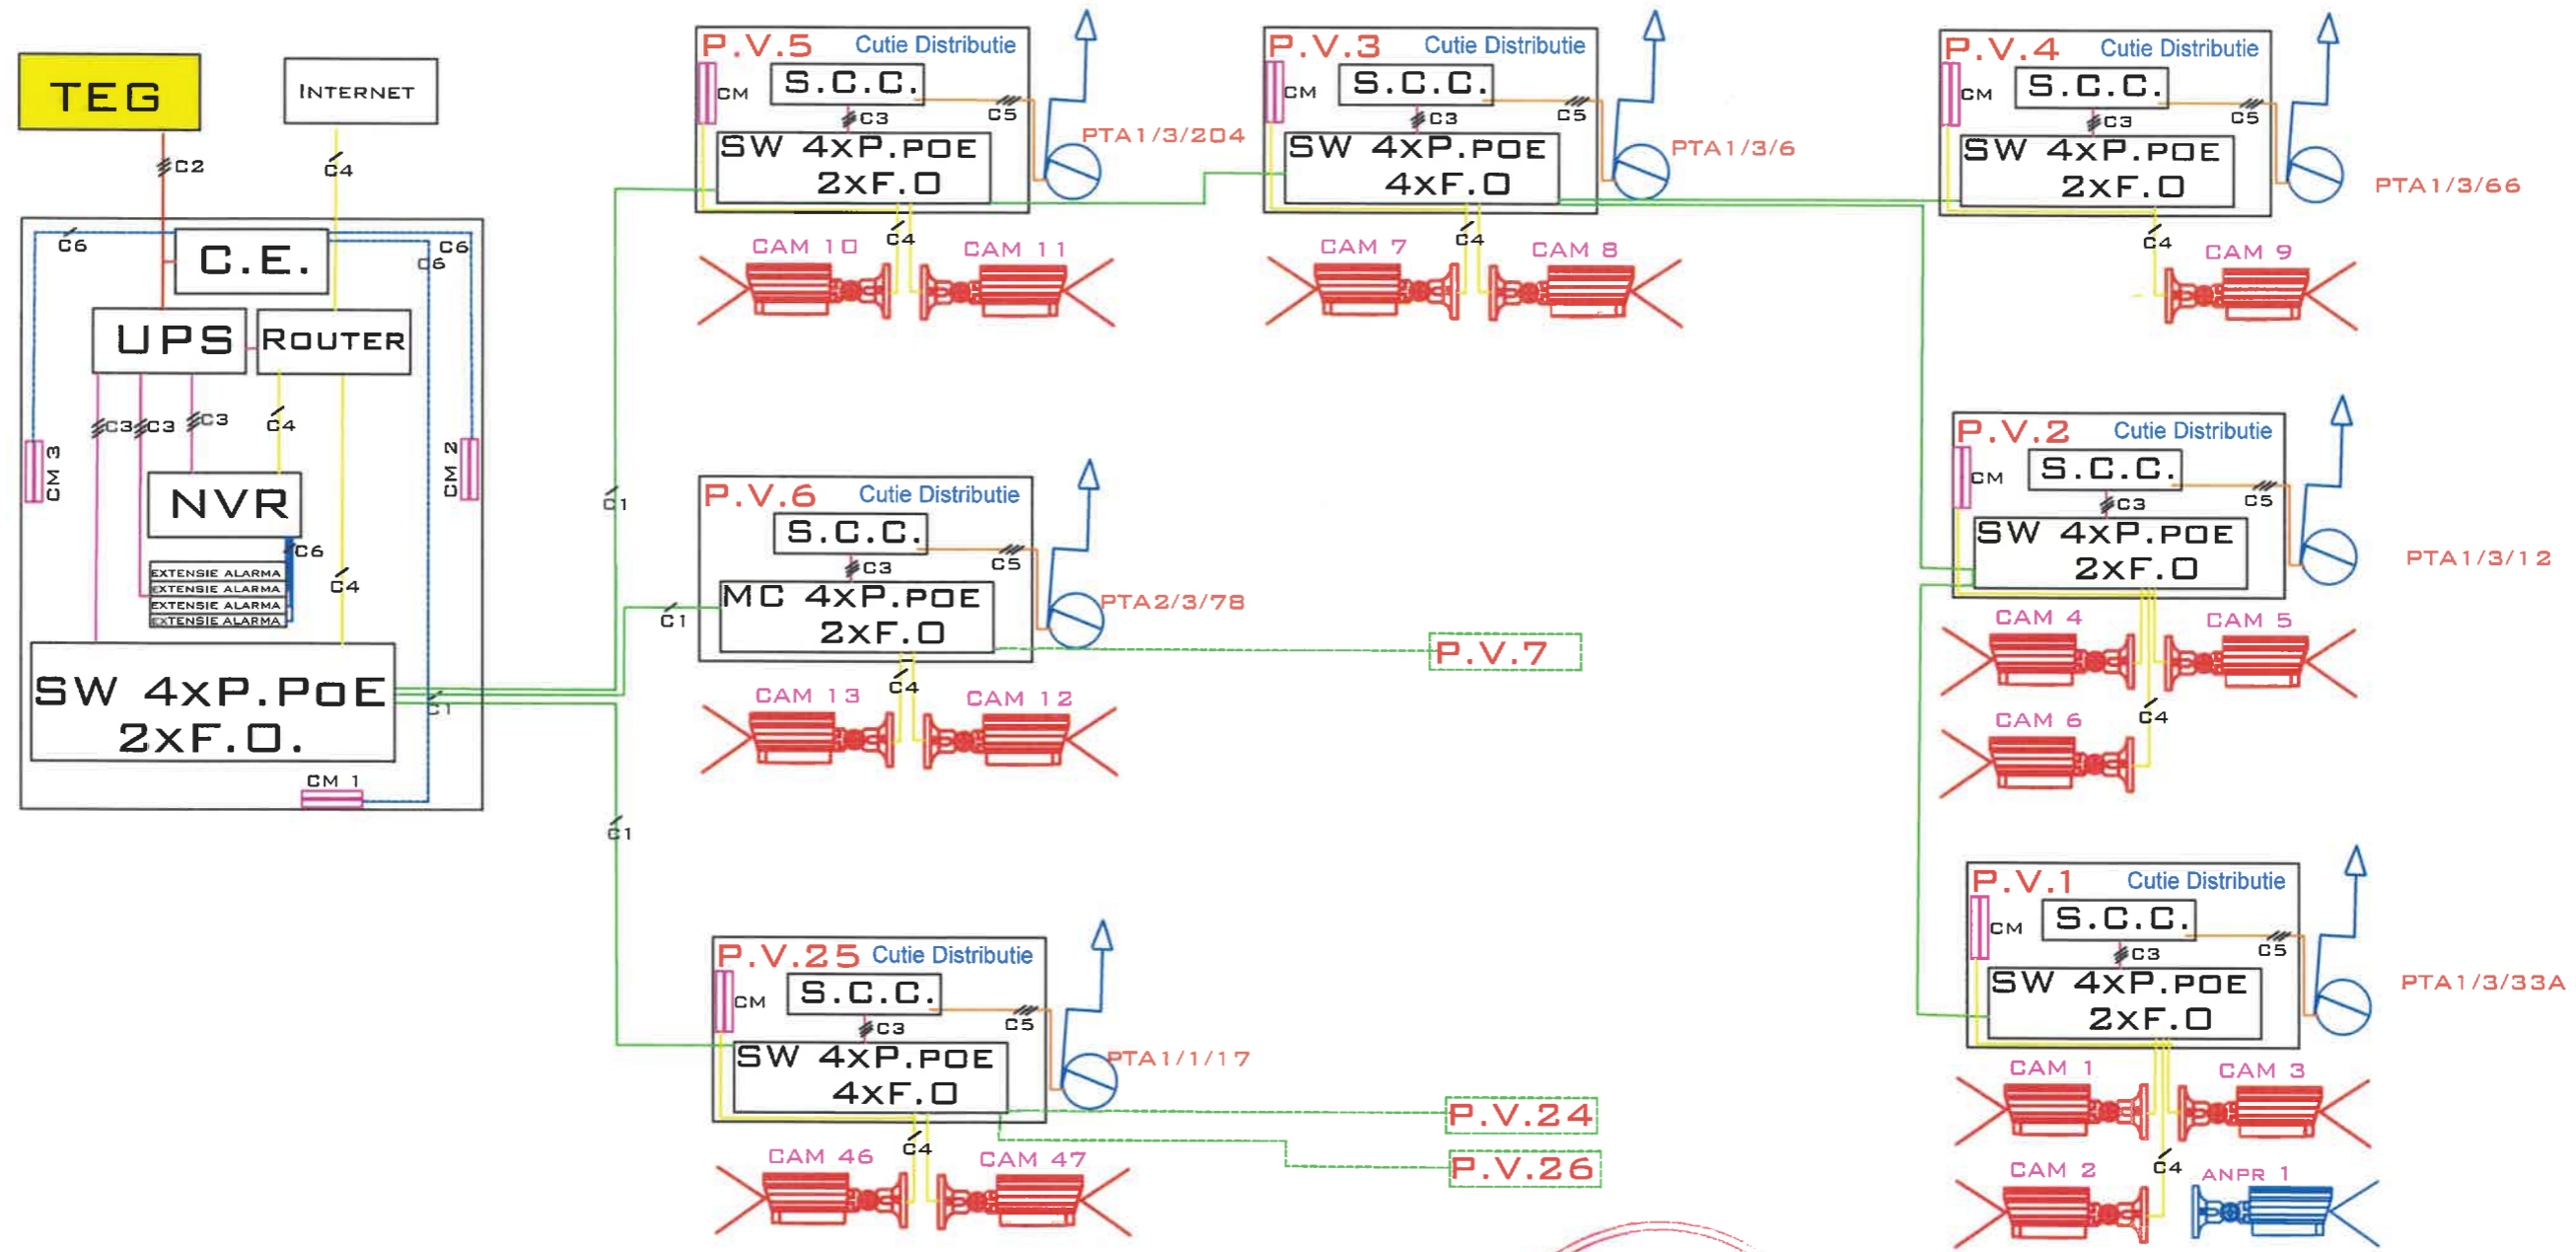 TEG
INTERNET
C2
C4
C6
C.E.
C6
C6
UPS
ROUTER
C3
C3
C3
C4
CM 3
CM 2
NVR
C6
EXTENSIE ALARMA
EXTENSIE ALARMA
EXTENSIE ALARMA
EXTENSIE ALARMA
C4
SW 4xP.PoE
2xF.O.
C1
CM 1
C1
C1
C1
P.V.5 Cutie Distributie
CM
S.C.C.
C3
C5
SW 4xP.POE
2xF.O
PTA1/3/204
C4
CAM 10
CAM 11
P.V.3 Cutie Distributie
CM
S.C.C.
C3
C5
SW 4xP.POE
4xF.O
PTA1/3/6
C4
CAM 7
CAM 8
P.V.4 Cutie Distributie
CM
S.C.C.
C3
C5
SW 4xP.POE
2xF.O
PTA1/3/66
C4
CAM 9
P.V.6 Cutie Distributie
S.C.C.
C3
C5
MC 4xP.POE
2xF.O
PTA2/3/78
P.V.7
C4
CAM 13
CAM 12
P.V.2 Cutie Distributie
CM
S.C.C.
C3
C5
SW 4xP.POE
2xF.O
PTA1/3/12
CAM 4
CAM 5
C4
CAM 6
P.V.25 Cutie Distributie
CM
S.C.C.
C3
C5
SW 4xP.POE
4xF.O
PTA1/1/17
P.V.24
P.V.26
C4
CAM 46
CAM 47
P.V.1 Cutie Distributie
CM
S.C.C.
C3
C5
SW 4xP.POE
2xF.O
PTA1/3/33A
CAM 1
CAM 3
C4
CAM 2
ANPR 1